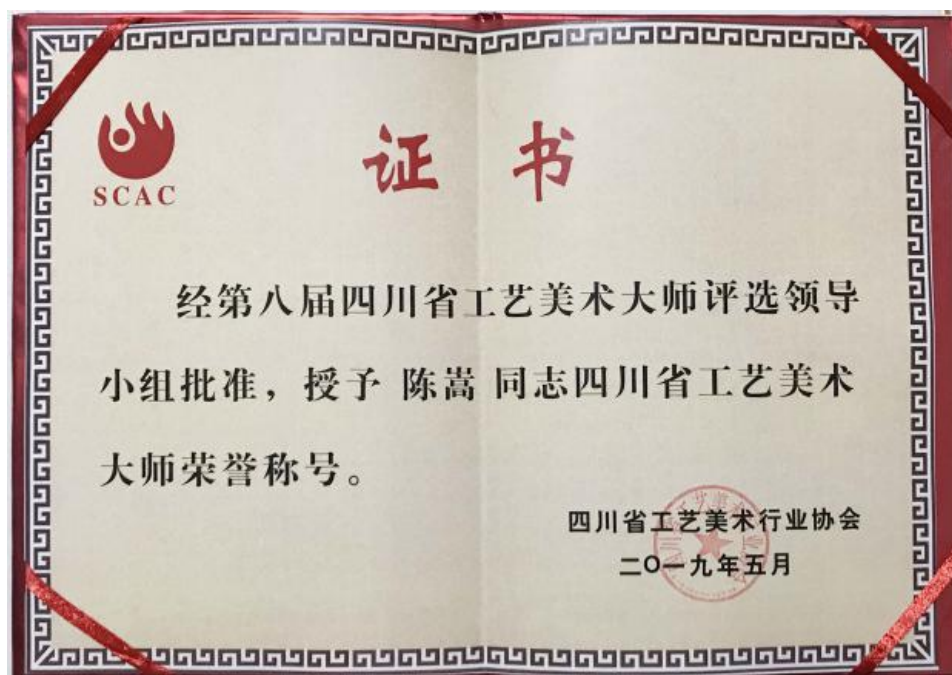 SCAC
证 书
经第八届四川省工艺美术大师评选领导
小组批准，授予 陈嵩 同志四川省工艺美术
大师荣誉称号。
四川省工艺美术行业协会
二O一九年五月